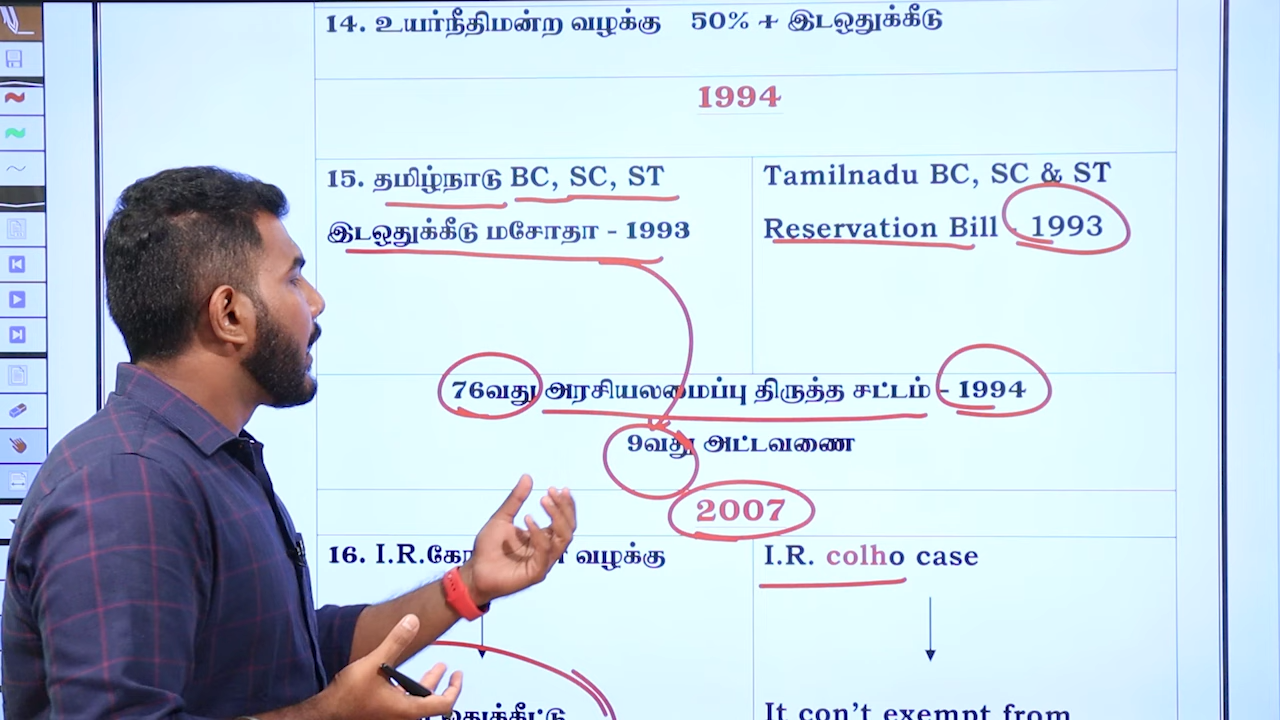 14. உயர்நீதிமன்ற வழக்கு 50% + இடஒதுக்கீடு
1994
15. தமிழ்நாடு BC, SC, ST
இடஒதுக்கீடு மசோதா - 1993
Tamilnadu BC, SC & ST
Reservation Bill - 1993
76வது அரசியலமைப்பு திருத்த சட்டம் - 1994
9வது அட்டவணை
2007
16. I.R. வழக்கு
I.R. colho case
It con't exempt from